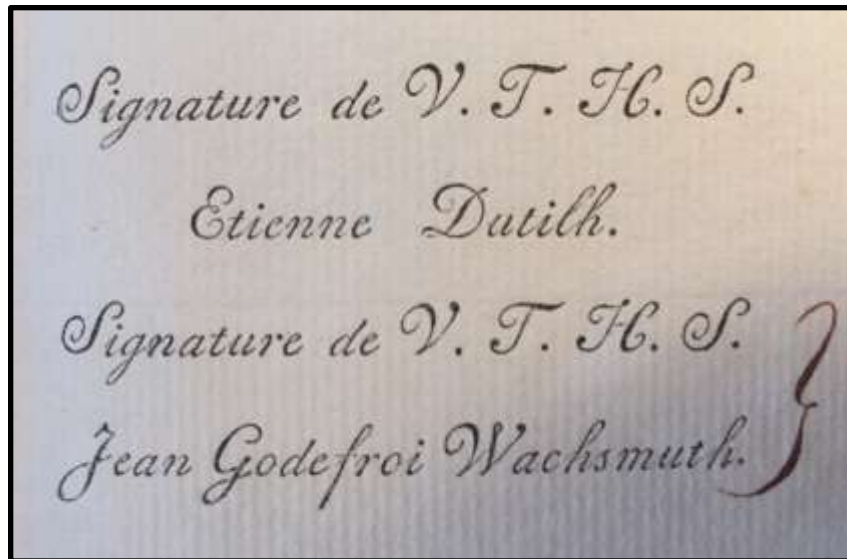 Signature de V. T. H. S.
Etienne Dutilh.
Signature de V. T. H. S.
Jean Godefroi Wachsmuth.